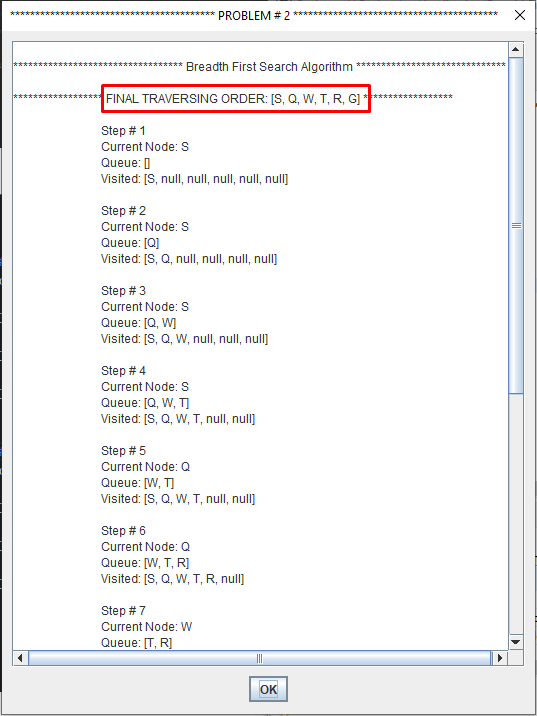 ***************************************** PROBLEM # 2 *****************************************
********************************** Breadth First Search Algorithm ******************************
****************** FINAL TRAVERSING ORDER: [S, Q, W, T, R, G] ******************
Step # 1
Current Node: S
Queue: []
Visited: [S, null, null, null, null, null]
Step # 2
Current Node: S
Queue: [Q]
Visited: [S, Q, null, null, null, null]
Step # 3
Current Node: S
Queue: [Q, W]
Visited: [S, Q, W, null, null, null]
Step # 4
Current Node: S
Queue: [Q, W, T]
Visited: [S, Q, W, T, null, null]
Step # 5
Current Node: Q
Queue: [W, T]
Visited: [S, Q, W, T, null, null]
Step # 6
Current Node: Q
Queue: [W, T, R]
Visited: [S, Q, W, T, R, null]
Step # 7
Current Node: W
Queue: [T, R]
OK